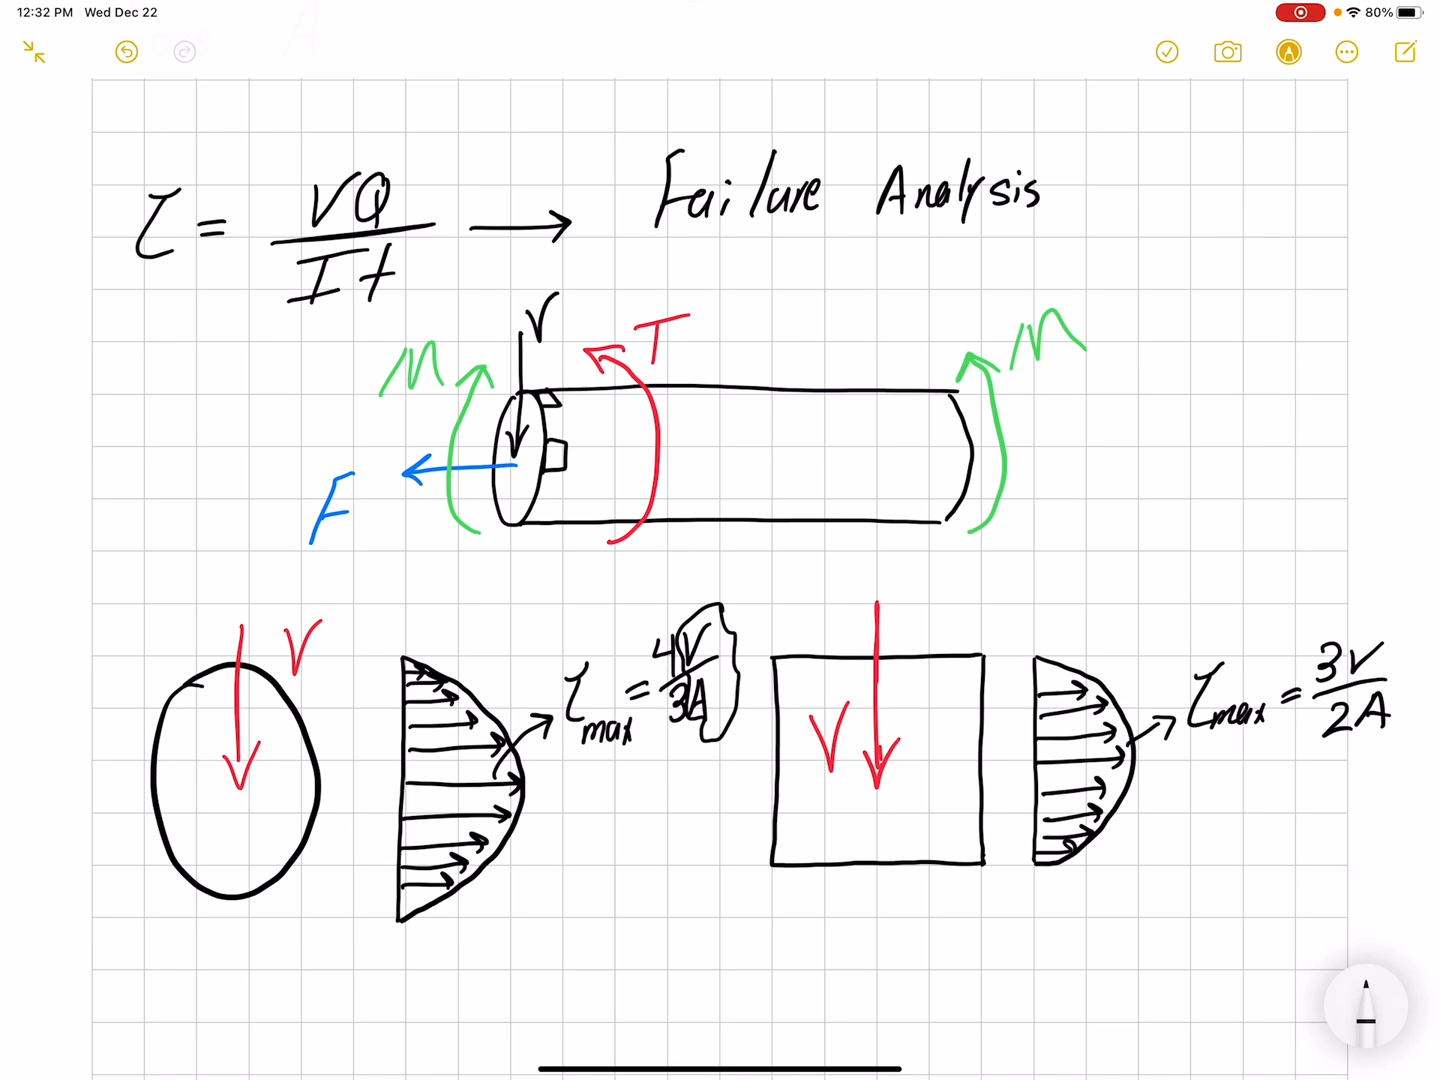 12:32 PM Wed Dec 22
80%
τ = VQ / It → Failure Analysis
V
T
M
M
F
V
τmax = 4V / 3A
V
τmax = 3V / 2A